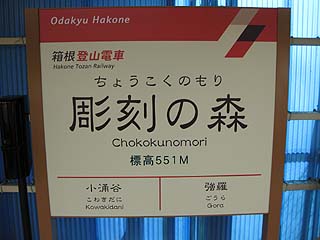 Odakyu Hakone
箱根登山電車
Hakone Tozan Railway
ちょうこくのもり
彫刻の森
Chokokunomori
標高551M
小涌谷
こわきだに
Kowakidani
強羅
ごうら
Gora